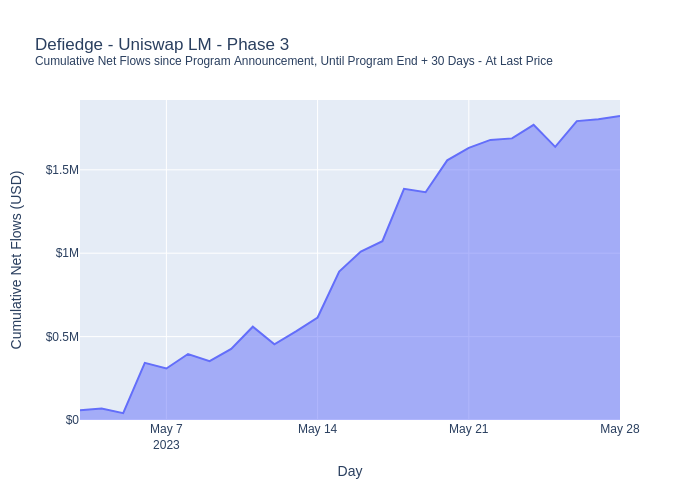 Defiedge - Uniswap LM - Phase 3
Cumulative Net Flows since Program Announcement, Until Program End + 30 Days - At Last Price
Cumulative Net Flows (USD)
$1.5M
$1M
$0.5M
$0
May 7
2023
May 14
May 21
May 28
Day